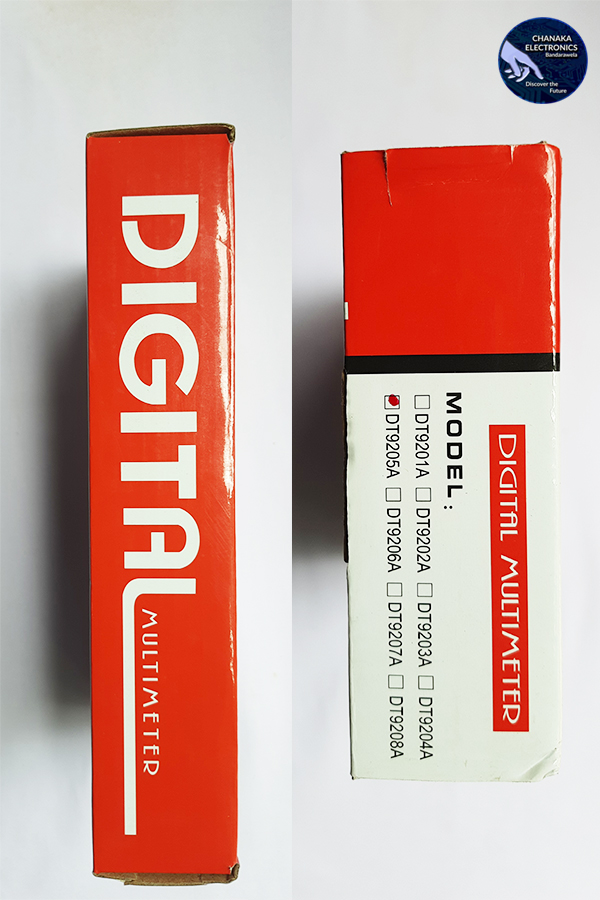 CHANAKA
ELECTRONICS
Bandarawela
Discover the
Future
DIGITAL
MULTIMETER
DIGITAL MULTIMETER
MODEL:
DT9201A DT9202A DT9203A DT9204A
DT9205A DT9206A DT9207A DT9208A